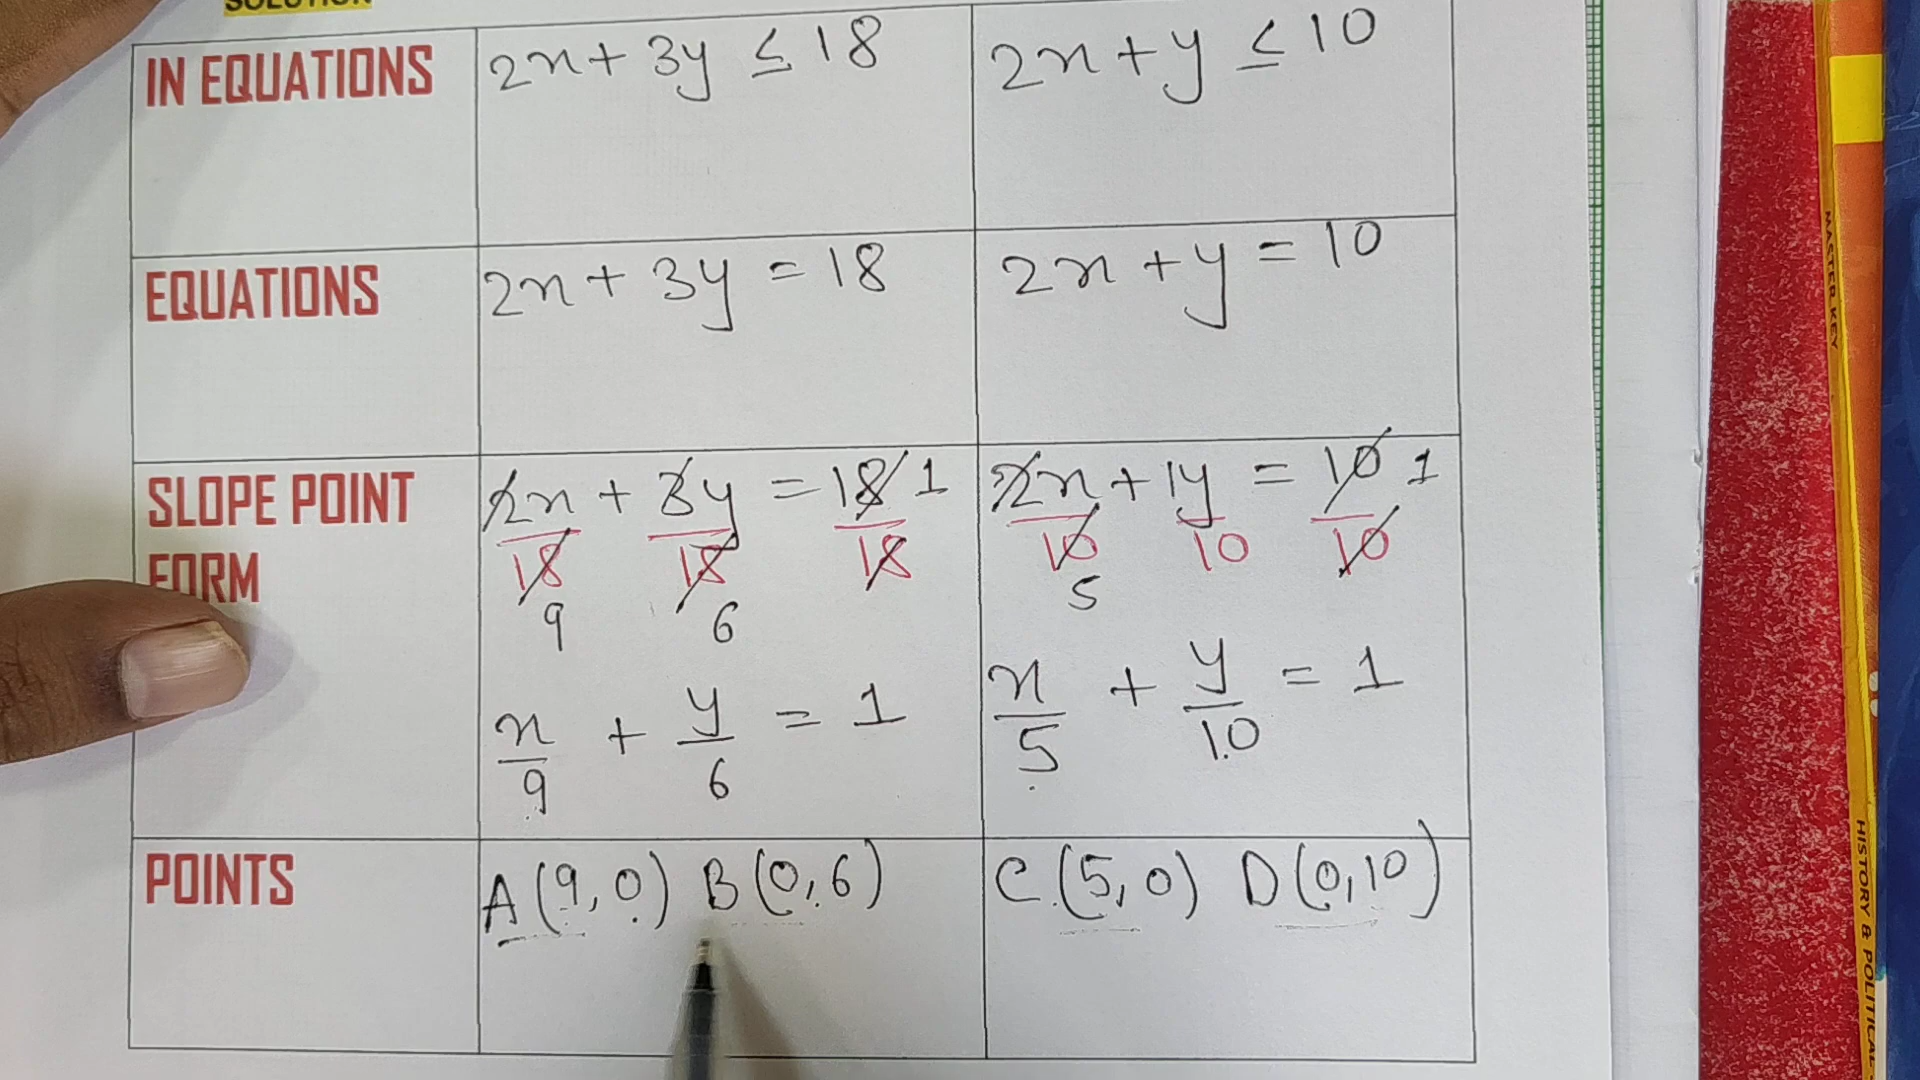 SOLUTION
IN EQUATIONS 2x + 3y ≤ 18 2x + y ≤ 10
EQUATIONS 2x + 3y = 18 2x + y = 10
SLOPE POINT 2x/18 + 3y/18 = 18/18 1 2x/10 + 1y/10 = 10/10 1
FORM 9 6 5
x/9 + y/6 = 1 x/5 + y/10 = 1
POINTS A (9,0) B (0,6) C (5,0) D (0,10)
MASTER KEY
HISTORY & POLITICAL